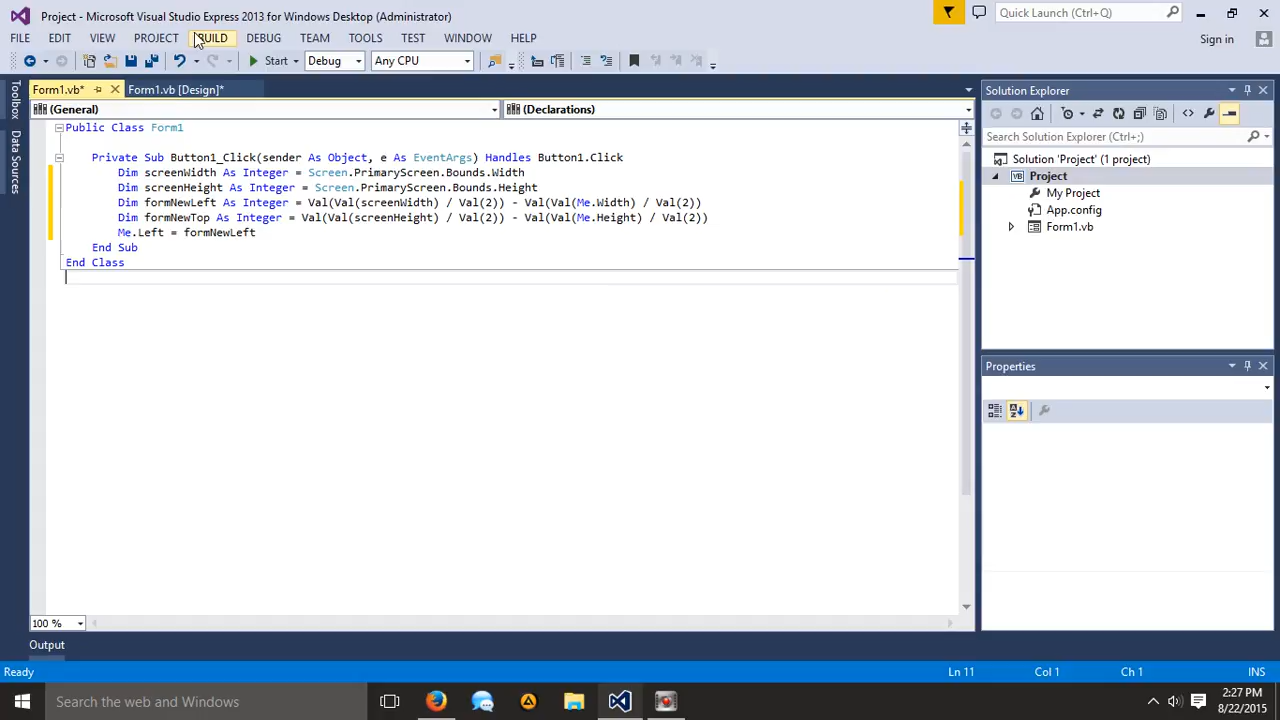 Project - Microsoft Visual Studio Express 2013 for Windows Desktop (Administrator)
Quick Launch (Ctrl+Q)
FILE EDIT VIEW PROJECT BUILD DEBUG TEAM TOOLS TEST WINDOW HELP
Sign in
Start Debug Any CPU
Form1.vb* Form1.vb [Design]*
(General) (Declarations)
Toolbox
Data Sources
Public Class Form1
Private Sub Button1_Click(sender As Object, e As EventArgs) Handles Button1.Click
Dim screenWidth As Integer = Screen.PrimaryScreen.Bounds.Width
Dim screenHeight As Integer = Screen.PrimaryScreen.Bounds.Height
Dim formNewLeft As Integer = Val(Val(screenWidth) / Val(2)) - Val(Val(Me.Width) / Val(2))
Dim formNewTop As Integer = Val(Val(screenHeight) / Val(2)) - Val(Val(Me.Height) / Val(2))
Me.Left = formNewLeft
End Sub
End Class
100 %
Solution Explorer
Search Solution Explorer (Ctrl+;)
Solution 'Project' (1 project)
VB Project
My Project
App.config
Form1.vb
Properties
Output
Ready
Ln 11 Col 1 Ch 1 INS
Search the web and Windows
2:27 PM
8/22/2015